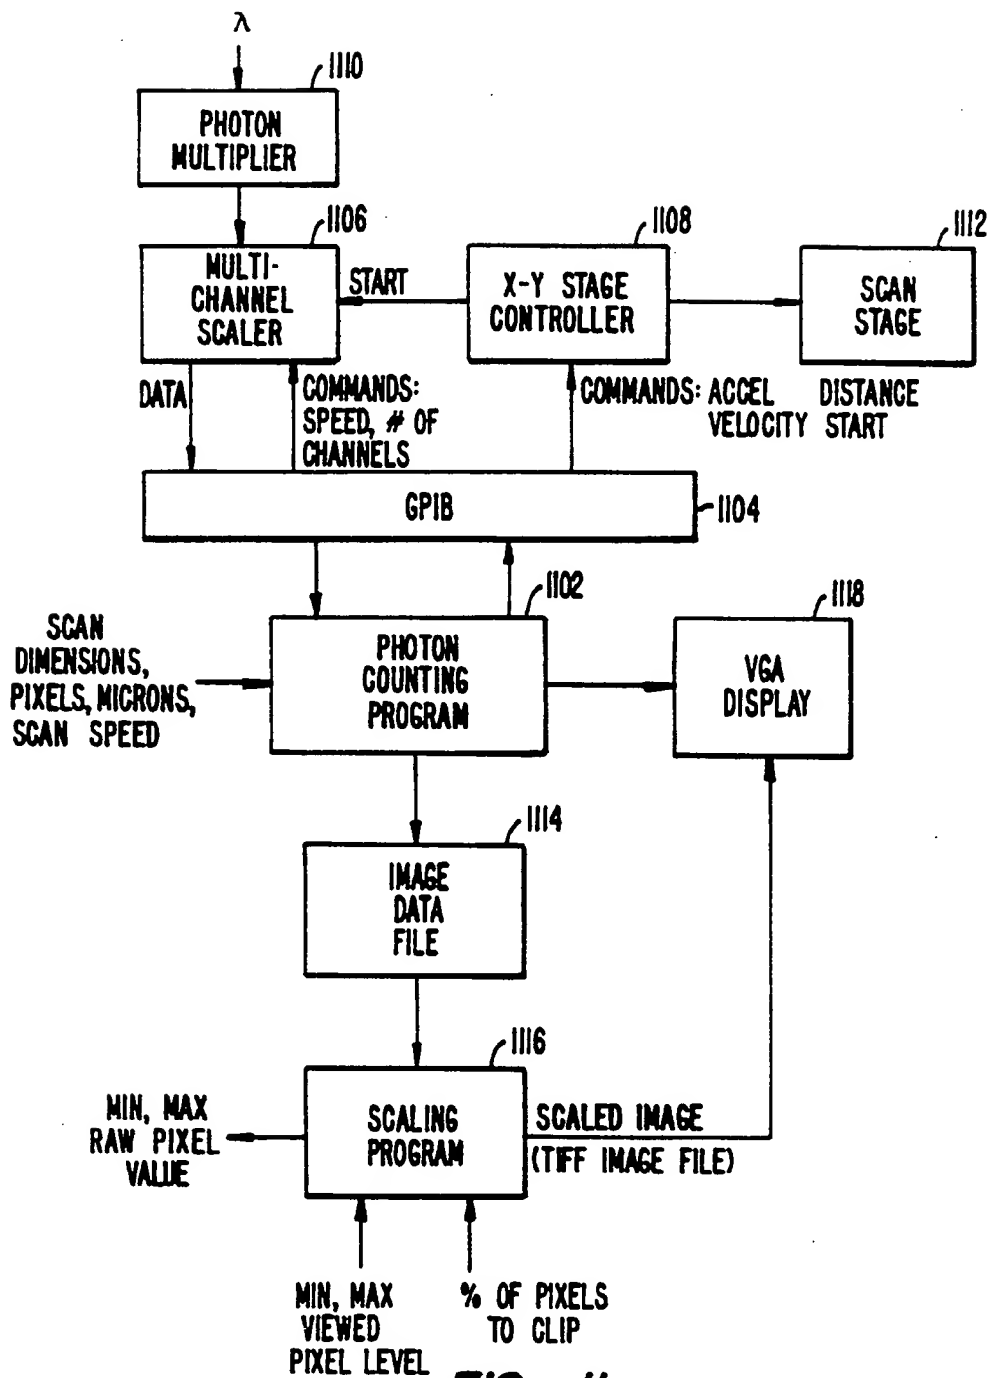 λ
1110
PHOTON
MULTIPLIER
1106
MULTI-
CHANNEL
SCALER
START
1108
X-Y STAGE
CONTROLLER
1112
SCAN
STAGE
DATA
COMMANDS:
SPEED, # OF
CHANNELS
COMMANDS: ACCEL DISTANCE
VELOCITY START
GPIB
1104
1102
SCAN
DIMENSIONS,
PIXELS, MICRONS,
SCAN SPEED
PHOTON
COUNTING
PROGRAM
1118
VGA
DISPLAY
1114
IMAGE
DATA
FILE
1116
MIN, MAX
RAW PIXEL
VALUE
SCALING
PROGRAM
SCALED IMAGE
(TIFF IMAGE FILE)
MIN, MAX
VIEWED
PIXEL LEVEL
% OF PIXELS
TO CLIP